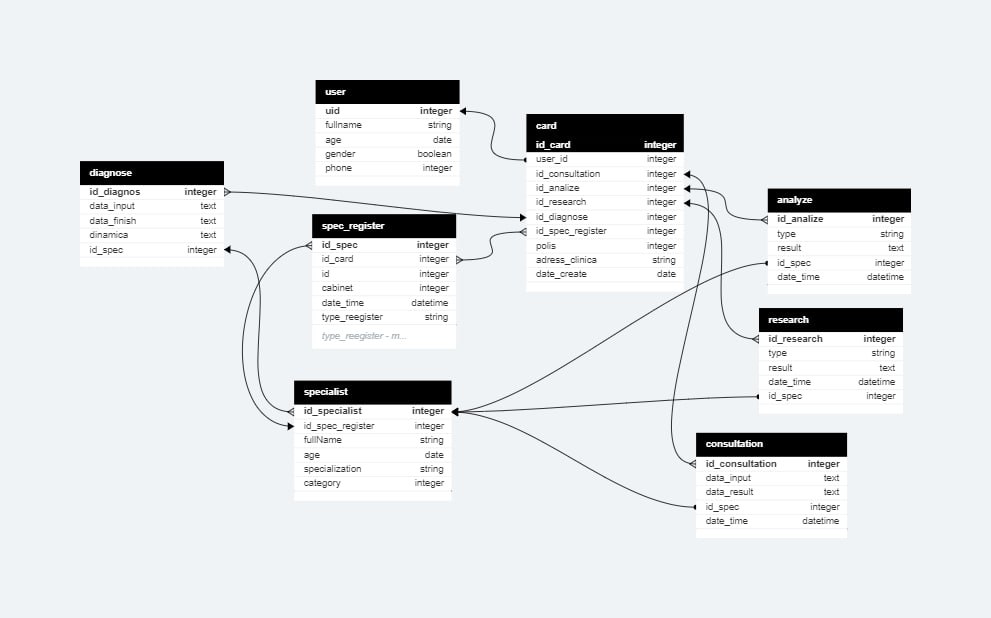 user
uid integer
fullname string
age date
gender boolean
phone integer
card
id_card integer
user_id integer
id_consultation integer
id_analize integer
id_research integer
id_diagnose integer
id_spec_register integer
polis integer
adress_clinica string
date_create date
diagnose
id_diagnos integer
data_input text
data_finish text
dinamica text
id_spec integer
analyze
id_analize integer
type string
result text
id_spec integer
date_time datetime
spec_register
id_spec integer
id_card integer
id integer
cabinet integer
date_time datetime
type_reegister string
type_reegister - m...
research
id_research integer
type string
result text
date_time datetime
id_spec integer
specialist
id_specialist integer
id_spec_register integer
fullName string
age date
specialization string
category integer
consultation
id_consultation integer
data_input text
data_result text
id_spec integer
date_time datetime